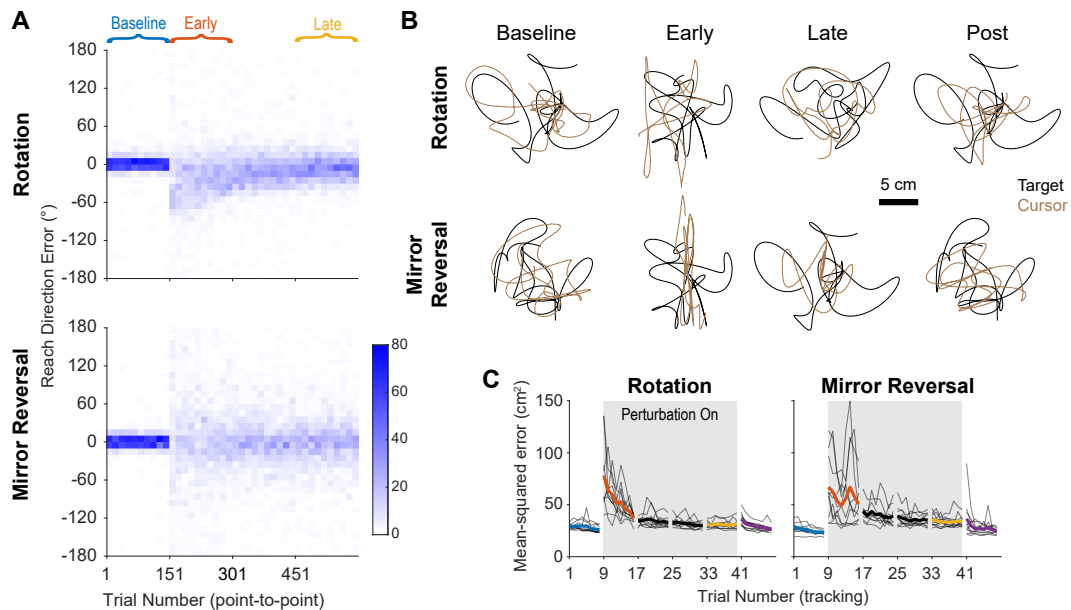 A
Baseline
Early
Late
Rotation
180
120
60
0
-60
-120
-180
Reach Direction Error (°)
Mirror Reversal
180
120
60
0
-60
-120
-180
1
151
301
451
Trial Number (point-to-point)
80
60
40
20
0
B
Baseline
Early
Late
Post
Rotation
5 cm
Target
Cursor
Mirror
Reversal
C
Rotation
Mirror Reversal
Mean-squared error (cm²)
150
100
50
0
Perturbation On
1
9
17
25
33
41
1
9
17
25
33
41
Trial Number (tracking)